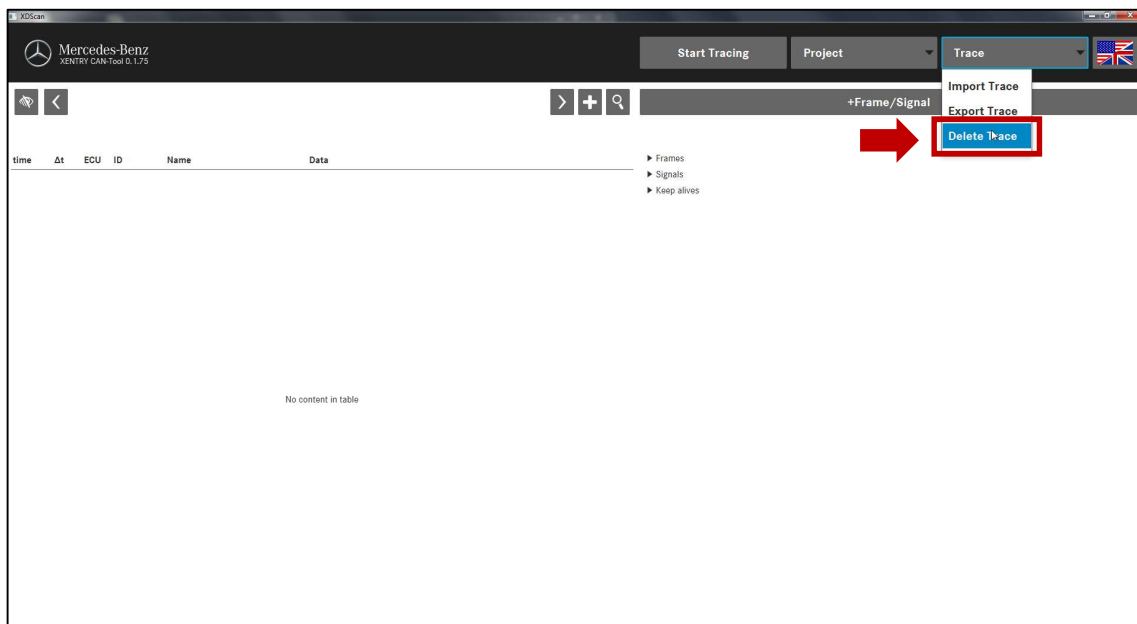 XDScan
Mercedes-Benz
XENTRY CAN-Tool 0.1.75
Start Tracing
Project
Trace
Import Trace
+Frame/Signal
Export Trace
Delete Trace
time Δt ECU ID Name Data
Frames
Signals
Keep alives
No content in table